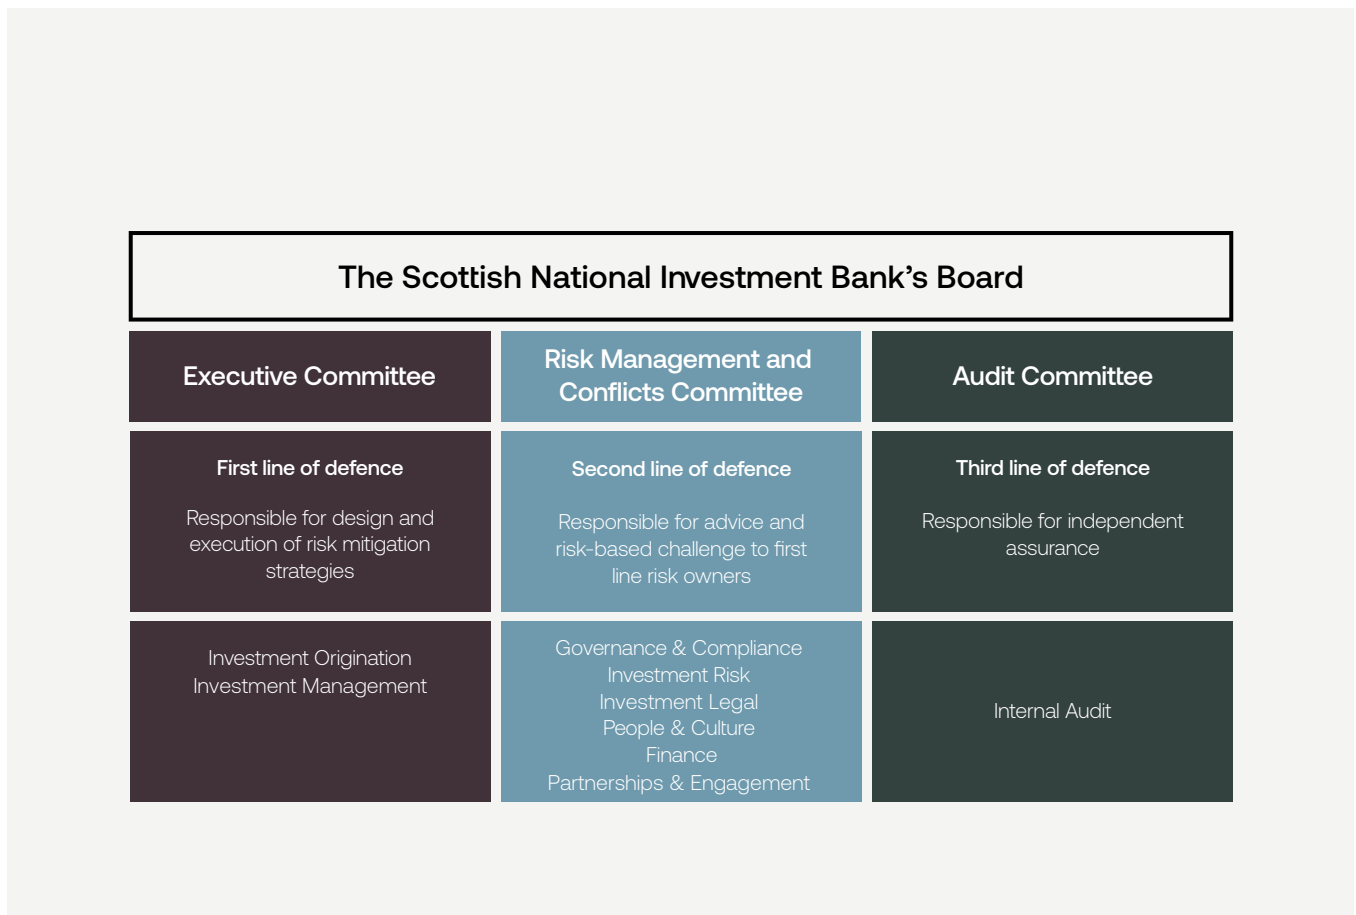 The Scottish National Investment Bank’s Board
Executive Committee
Risk Management and
Conflicts Committee
Audit Committee
First line of defence
Responsible for design and
execution of risk mitigation
strategies
Second line of defence
Responsible for advice and
risk-based challenge to first
line risk owners
Third line of defence
Responsible for independent
assurance
Investment Origination
Investment Management
Governance & Compliance
Investment Risk
Investment Legal
People & Culture
Finance
Partnerships & Engagement
Internal Audit